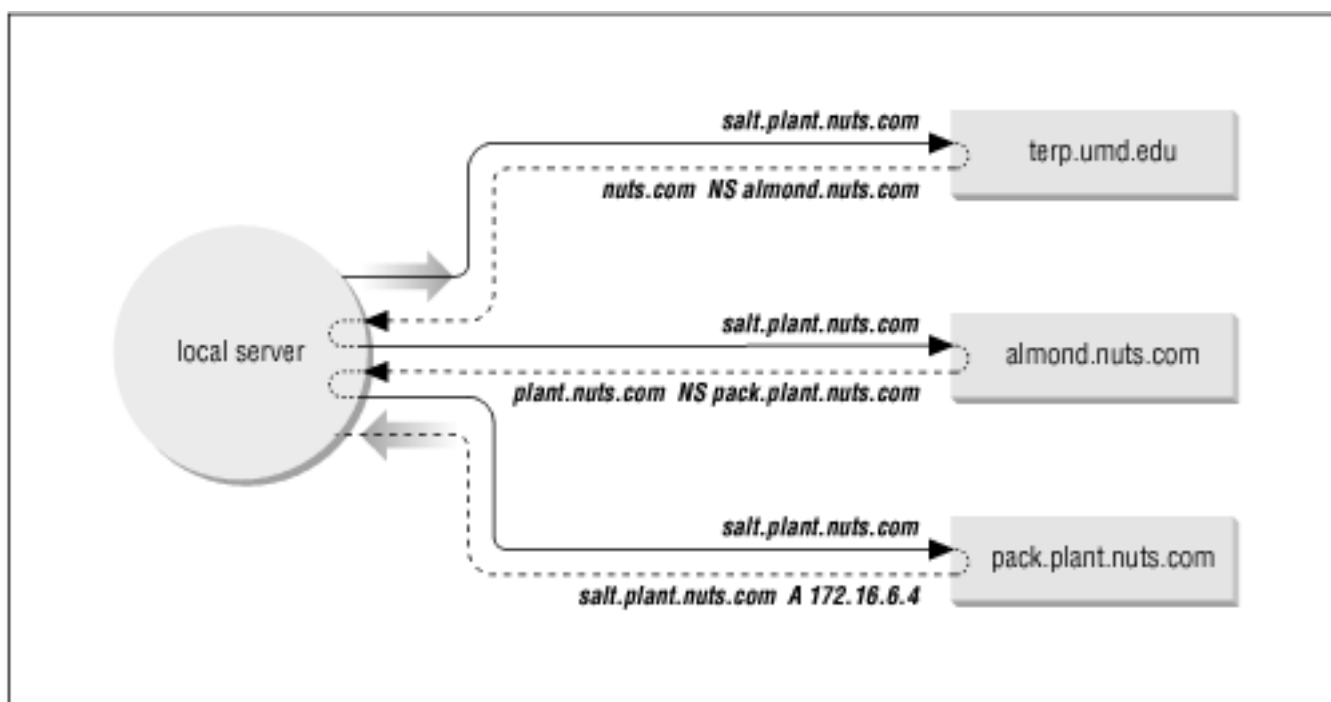 salt.plant.nuts.com
terp.umd.edu
nuts.com NS almond.nuts.com
local server
salt.plant.nuts.com
almond.nuts.com
plant.nuts.com NS pack.plant.nuts.com
salt.plant.nuts.com
pack.plant.nuts.com
salt.plant.nuts.com A 172.16.6.4